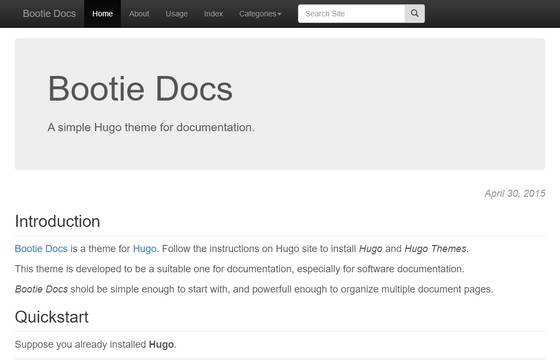 Bootie Docs Home About Usage Index Categories Search Site
Bootie Docs
A simple Hugo theme for documentation.
April 30, 2015
Introduction
Bootie Docs is a theme for Hugo. Follow the instructions on Hugo site to install Hugo and Hugo Themes.
This theme is developed to be a suitable one for documentation, especially for software documentation.
Bootie Docs shold be simple enough to start with, and powerfull enough to organize multiple document pages.
Quickstart
Suppose you already installed Hugo.